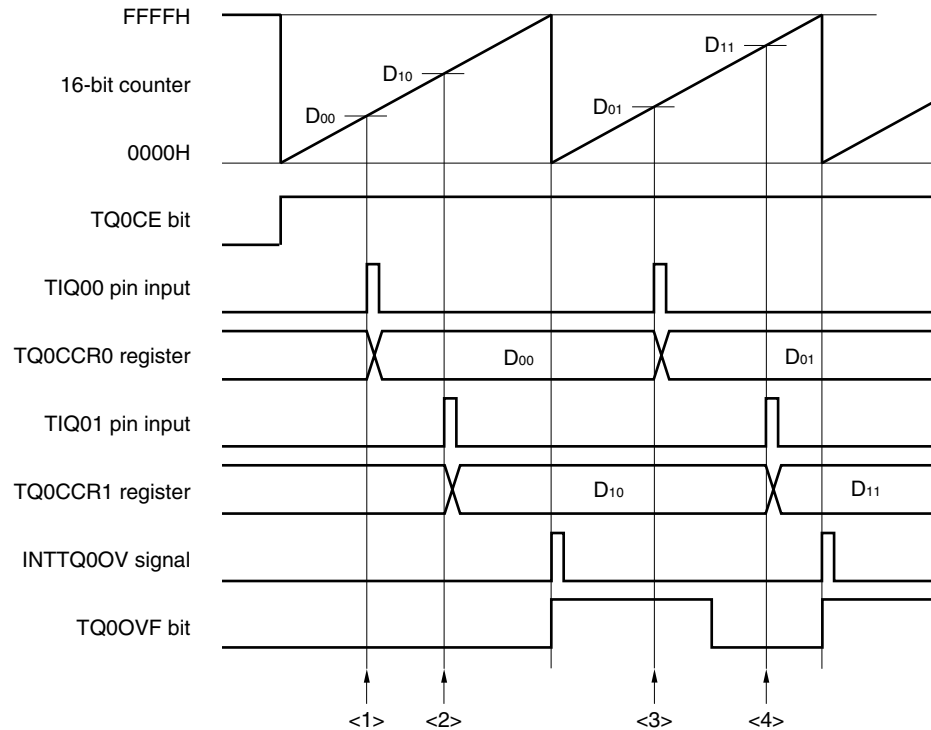 FFFFH
16-bit counter
0000H
D00
D10
D01
D11
TQ0CE bit
TIQ00 pin input
TQ0CCR0 register
D00
D01
TIQ01 pin input
TQ0CCR1 register
D10
D11
INTTQ0OV signal
TQ0OVF bit
<1>
<2>
<3>
<4>